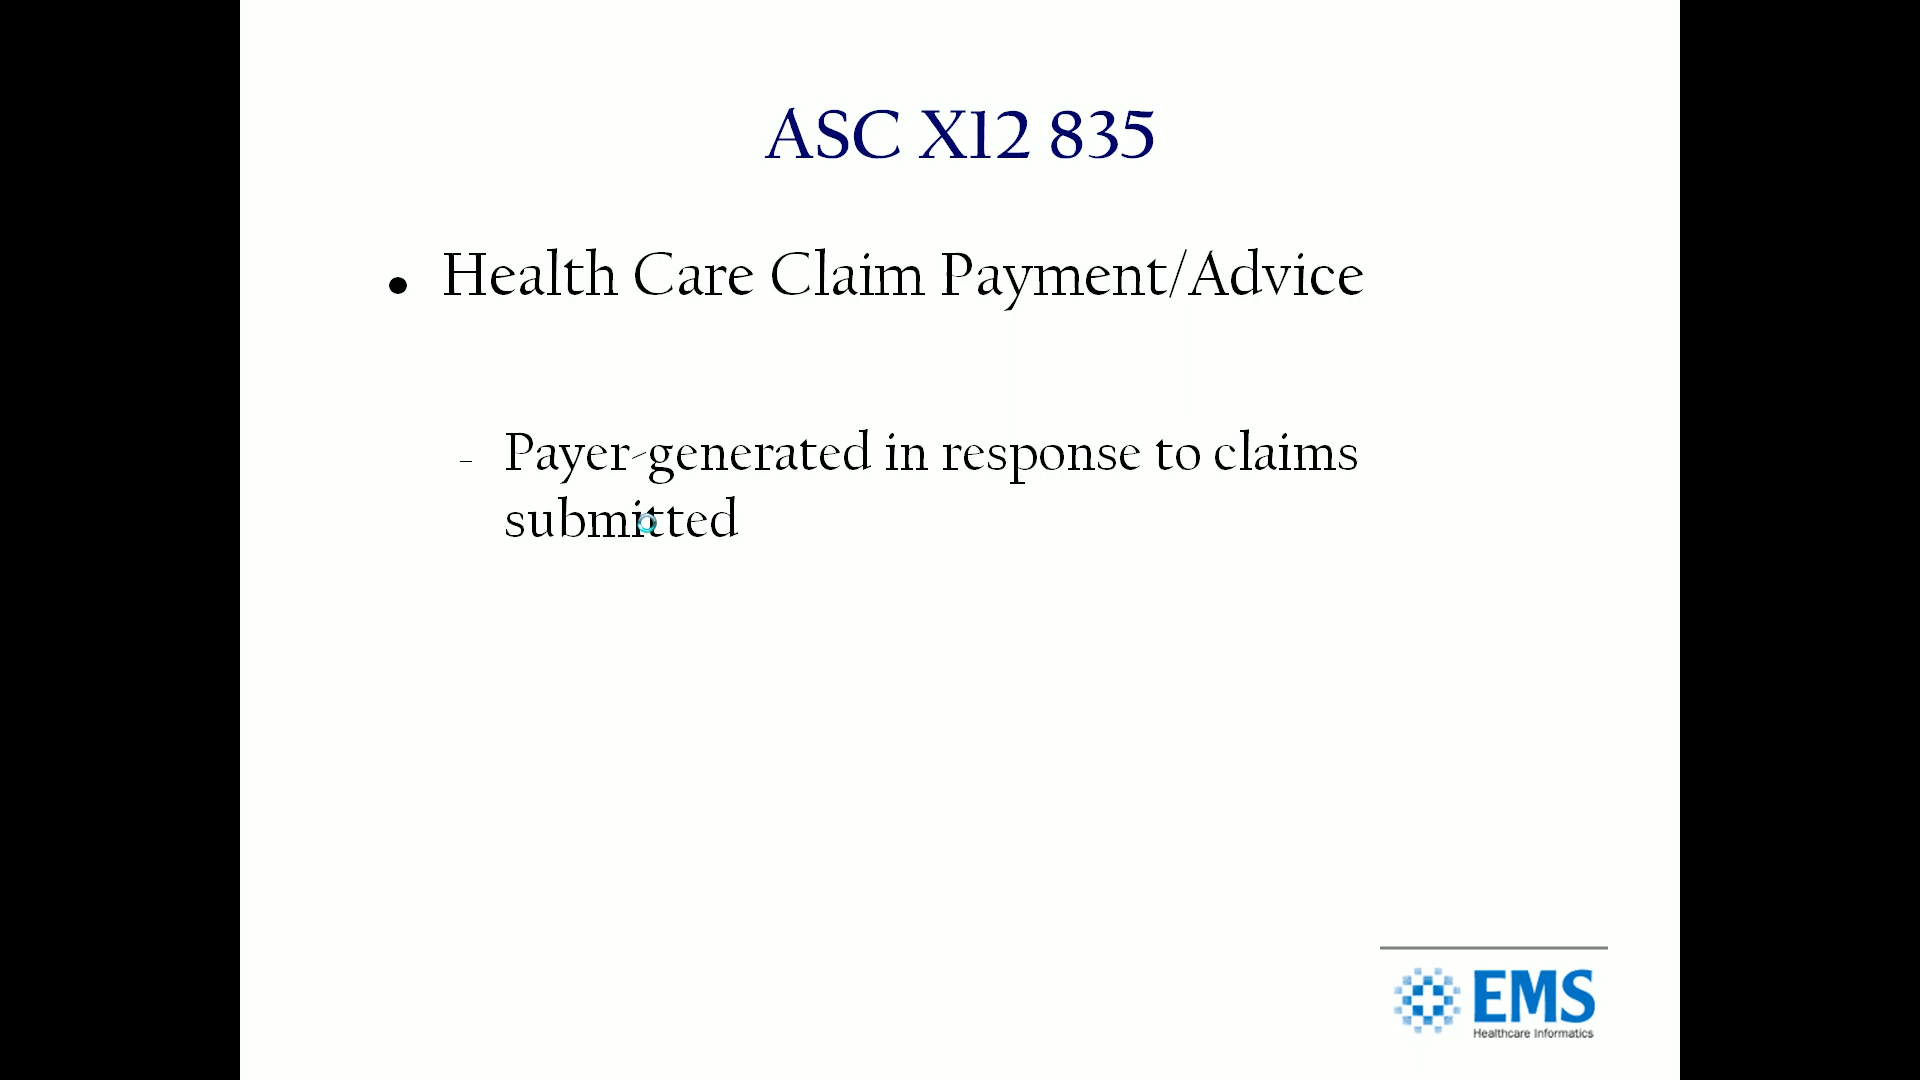 ASC X12 835
• Health Care Claim Payment/Advice
- Payer-generated in response to claims
submitted
EMS
Healthcare Informatics